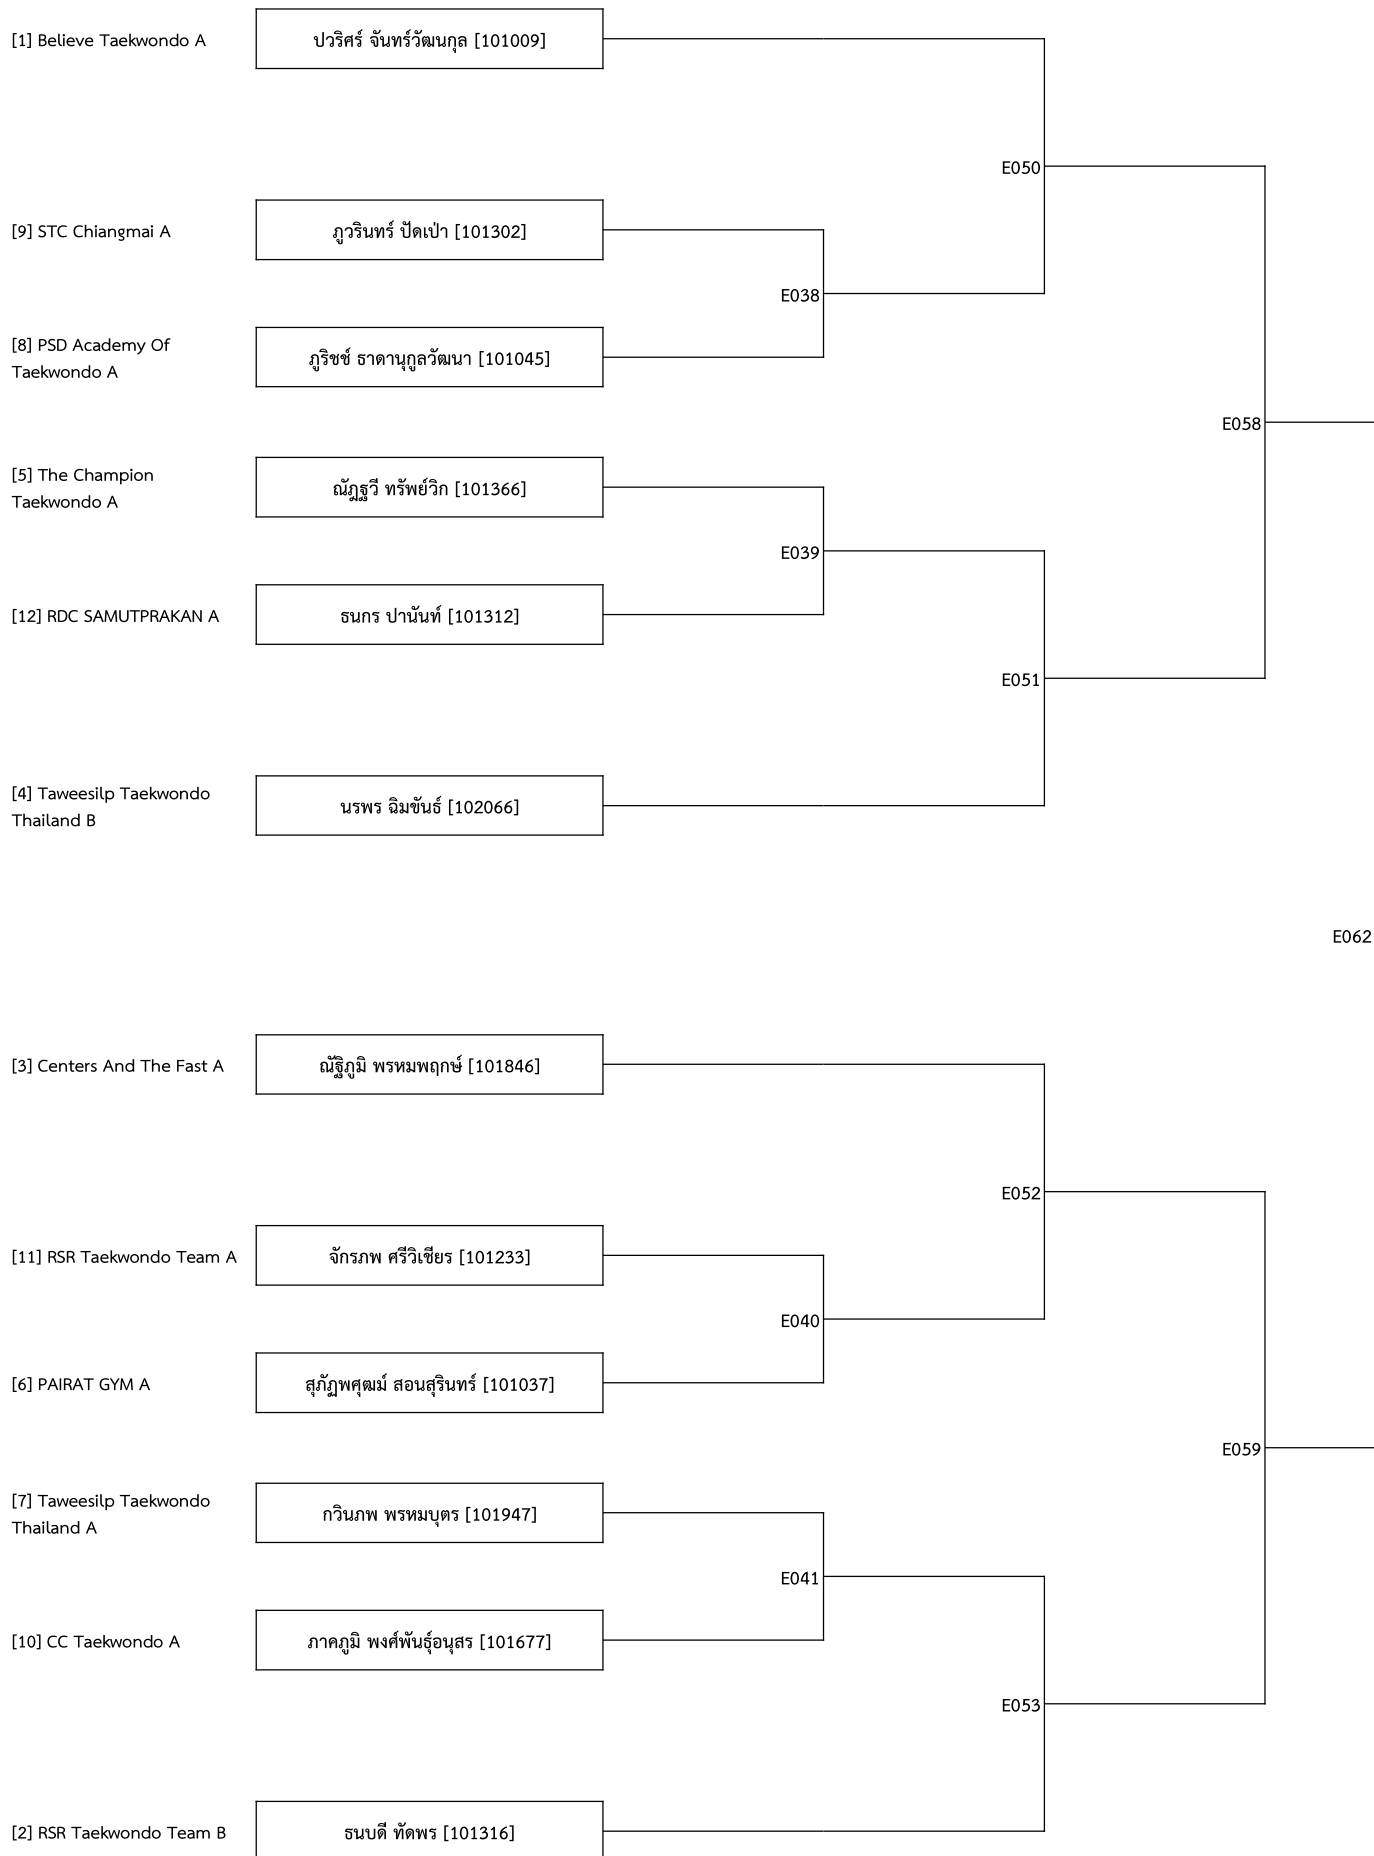 [1] Believe Taekwondo A
ปวริศร์ จันทร์วัฒนกุล [101009]
E050
[9] STC Chiangmai A
ภูวรินทร์ ปัดเป่า [101302]
E038
[8] PSD Academy Of
Taekwondo A
ภูริชช์ ธาดานุกูลวัฒนา [101045]
E058
[5] The Champion
Taekwondo A
ณัฎฐวี ทรัพย์วิก [101366]
E039
[12] RDC SAMUTPRAKAN A
ธนกร ปานันท์ [101312]
E051
[4] Taweesilp Taekwondo
Thailand B
นรพร ฉิมขันธ์ [102066]
E062
[3] Centers And The Fast A
ณัฐิภูมิ พรหมพฤกษ์ [101846]
E052
[11] RSR Taekwondo Team A
จักรภพ ศรีวิเชียร [101233]
E040
[6] PAIRAT GYM A
สุภัฏพศุฒม์ สอนสุรินทร์ [101037]
E059
[7] Taweesilp Taekwondo
Thailand A
กวินภพ พรหมบุตร [101947]
E041
[10] CC Taekwondo A
ภาคภูมิ พงศ์พันธุ์อนุสร [101677]
E053
[2] RSR Taekwondo Team B
ธนบดี ทัดพร [101316]